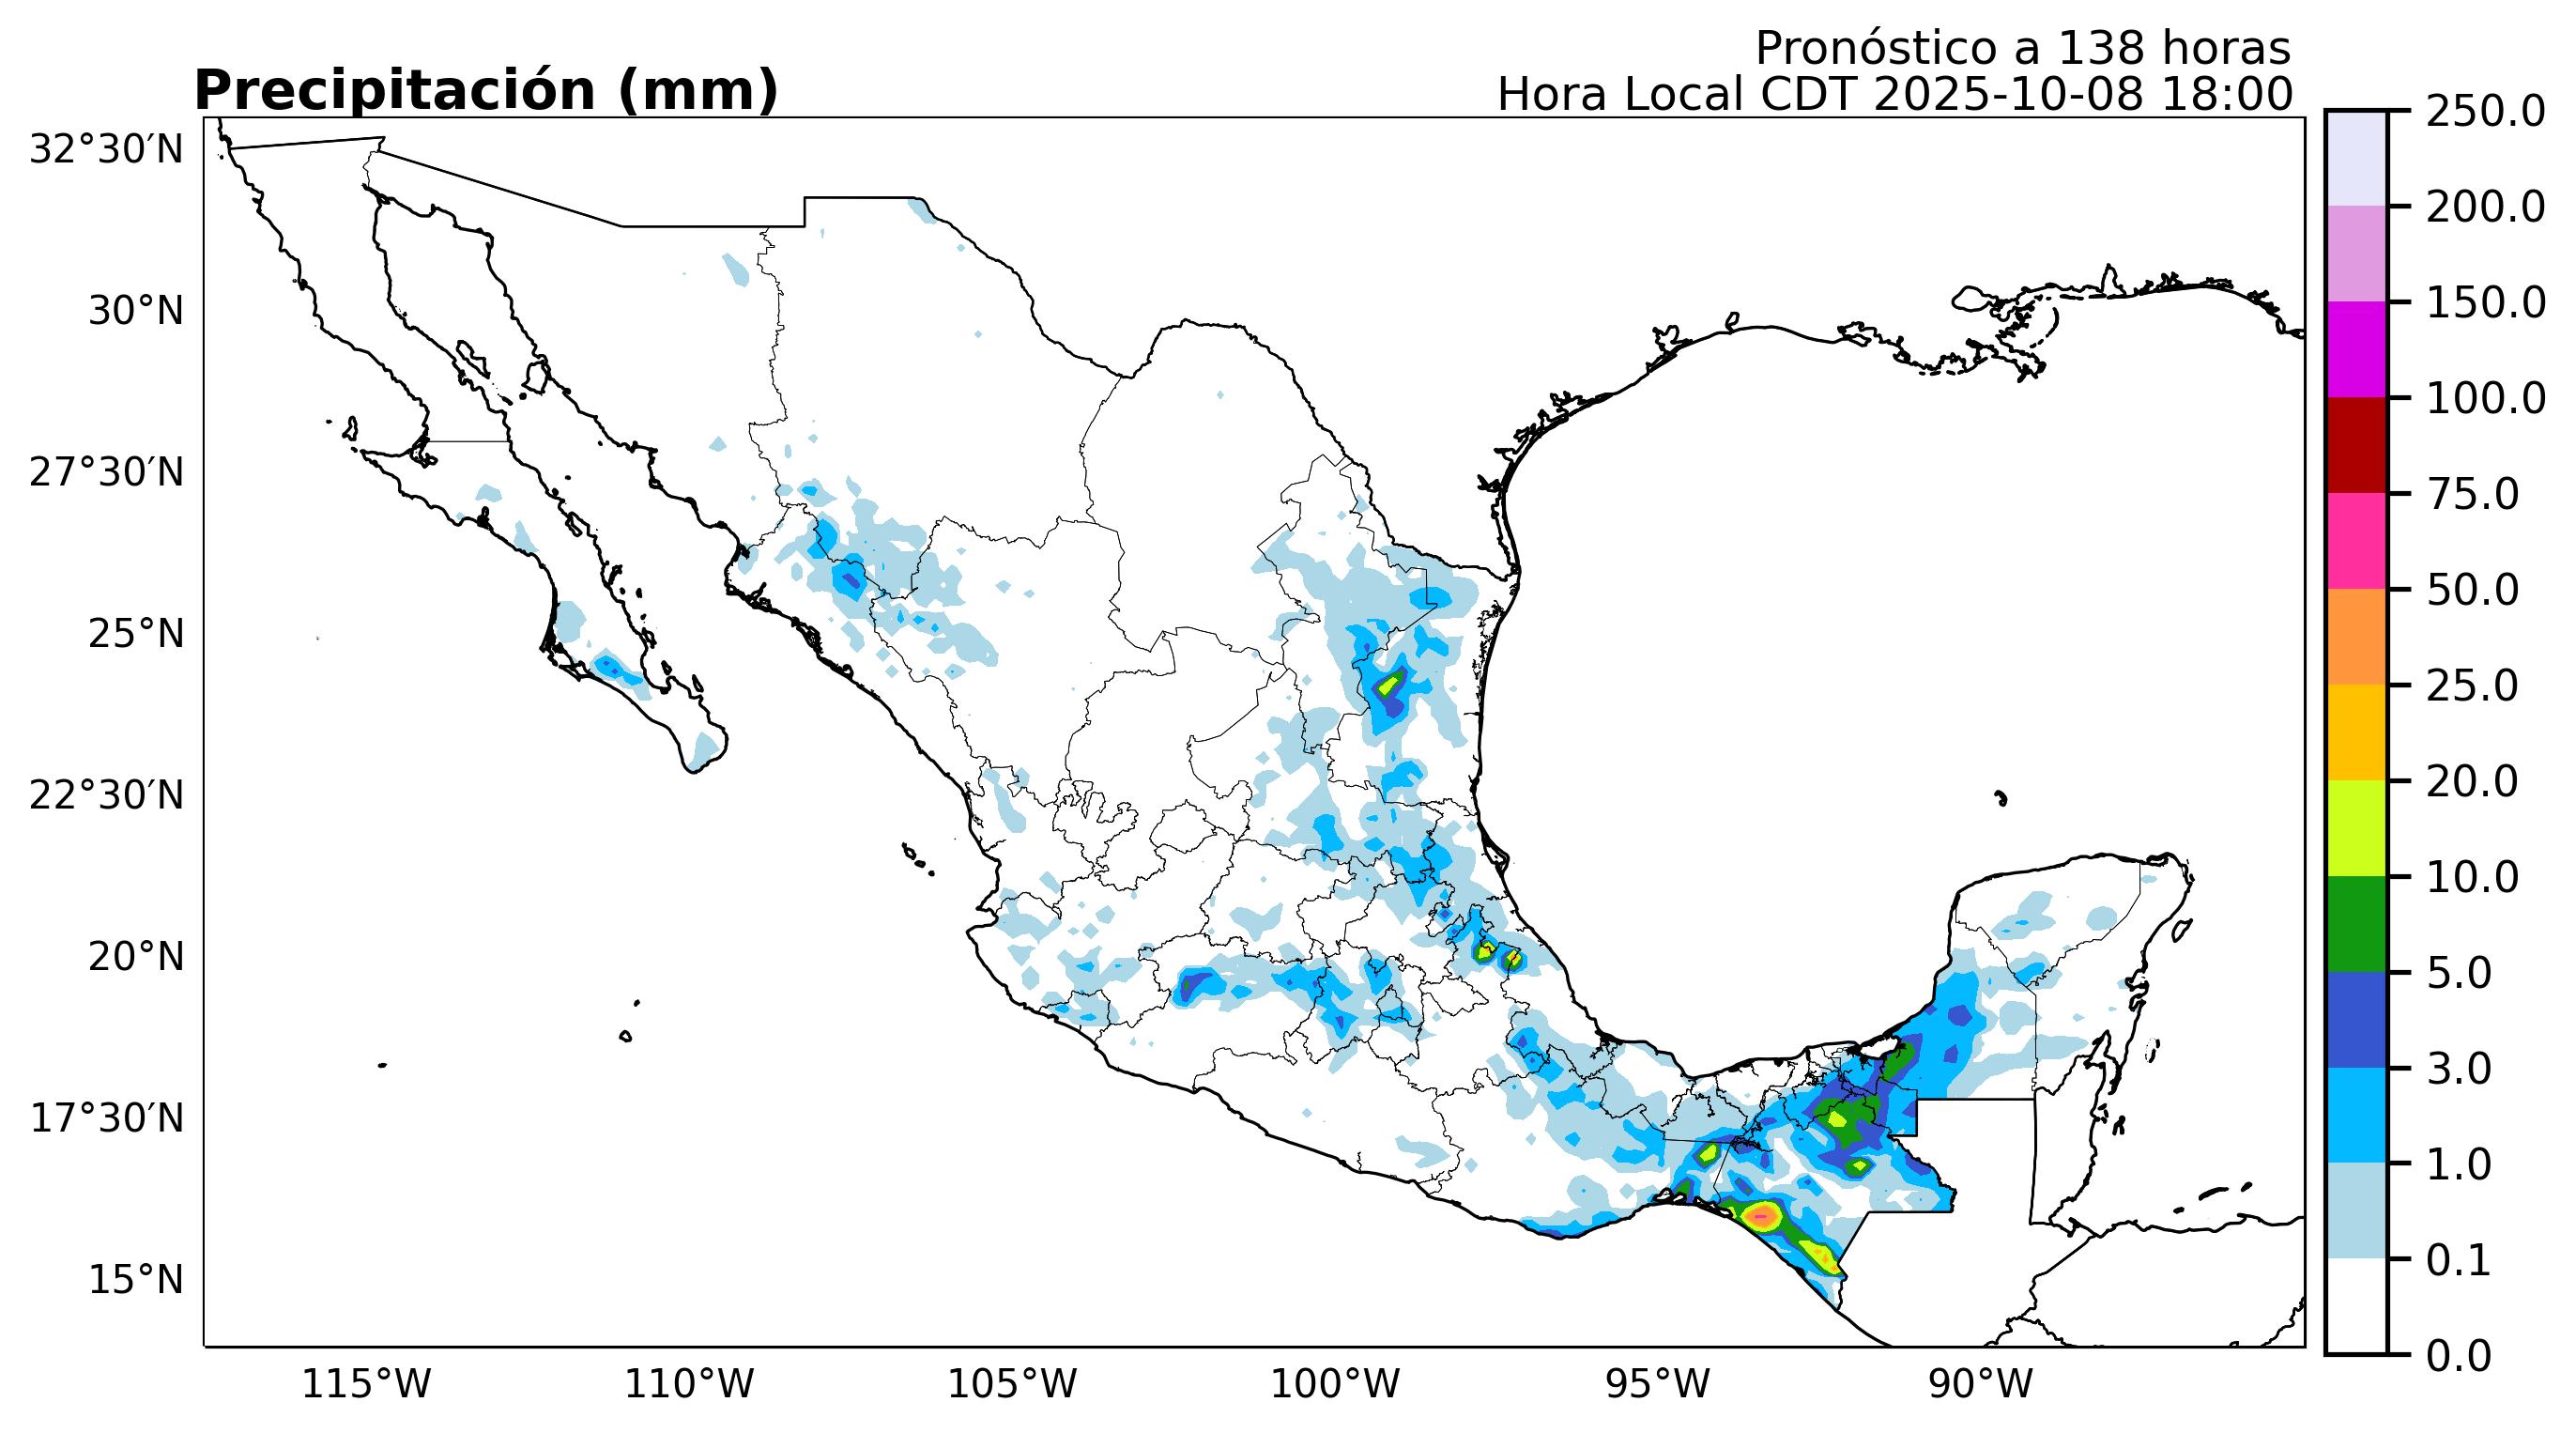 Pronóstico a 138 horas
Precipitación (mm)
Hora Local CDT 2025-10-08 18:00
32°30′N
30°N
27°30′N
25°N
22°30′N
20°N
17°30′N
15°N
115°W
110°W
105°W
100°W
95°W
90°W
250.0
200.0
150.0
100.0
75.0
50.0
25.0
20.0
10.0
5.0
3.0
1.0
0.1
0.0